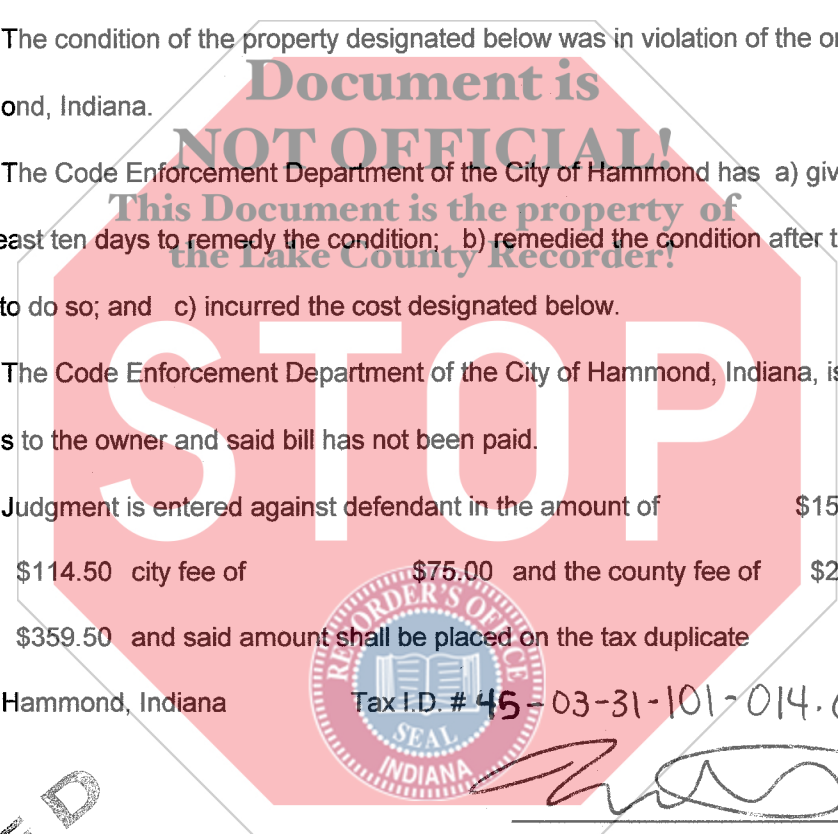 The condition of the property designated below was in violation of the or
Document is
ond, Indiana.
NOT OFFICIAL!
The Code Enforcement Department of the City of Hammond has a) giv
This Document is the property of
east ten days to remedy the condition; b) remedied the condition after t
the Lake County Recorder!
to do so; and c) incurred the cost designated below.
The Code Enforcement Department of the City of Hammond, Indiana, is
s to the owner and said bill has not been paid.
STOP
Judgment is entered against defendant in the amount of $15
$114.50 city fee of $75.00 and the county fee of $2
$359.50 and said amount shall be placed on the tax duplicate
Hammond, Indiana Tax I.D. # 45-03-31-101-014.
RECORDER'S OFFICE
SEAL
INDIANA
ED